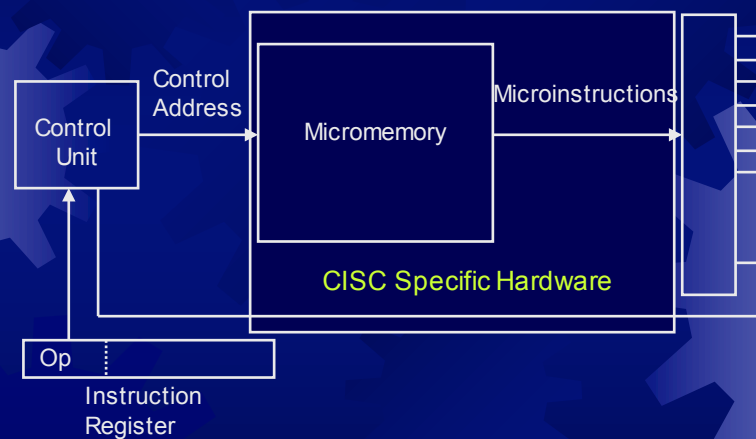 Control
Address
Control
Unit
Micromemory
Microinstructions
CISC Specific Hardware
Op
Instruction
Register